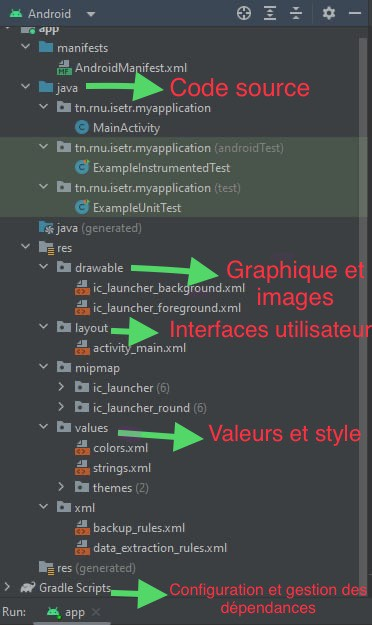 Android
app
manifests
AndroidManifest.xml
java
Code source
tn.rnu.isetr.myapplication
MainActivity
tn.rnu.isetr.myapplication (androidTest)
ExampleInstrumentedTest
tn.rnu.isetr.myapplication (test)
ExampleUnitTest
java (generated)
res
drawable
Graphique et
images
ic_launcher_background.xml
ic_launcher_foreground.xml
layout
Interfaces utilisateur
activity_main.xml
mipmap
ic_launcher (6)
ic_launcher_round (6)
values
Valeurs et style
colors.xml
strings.xml
themes (2)
xml
backup_rules.xml
data_extraction_rules.xml
res (generated)
Gradle Scripts
Configuration et gestion des
dépendances
Run: app